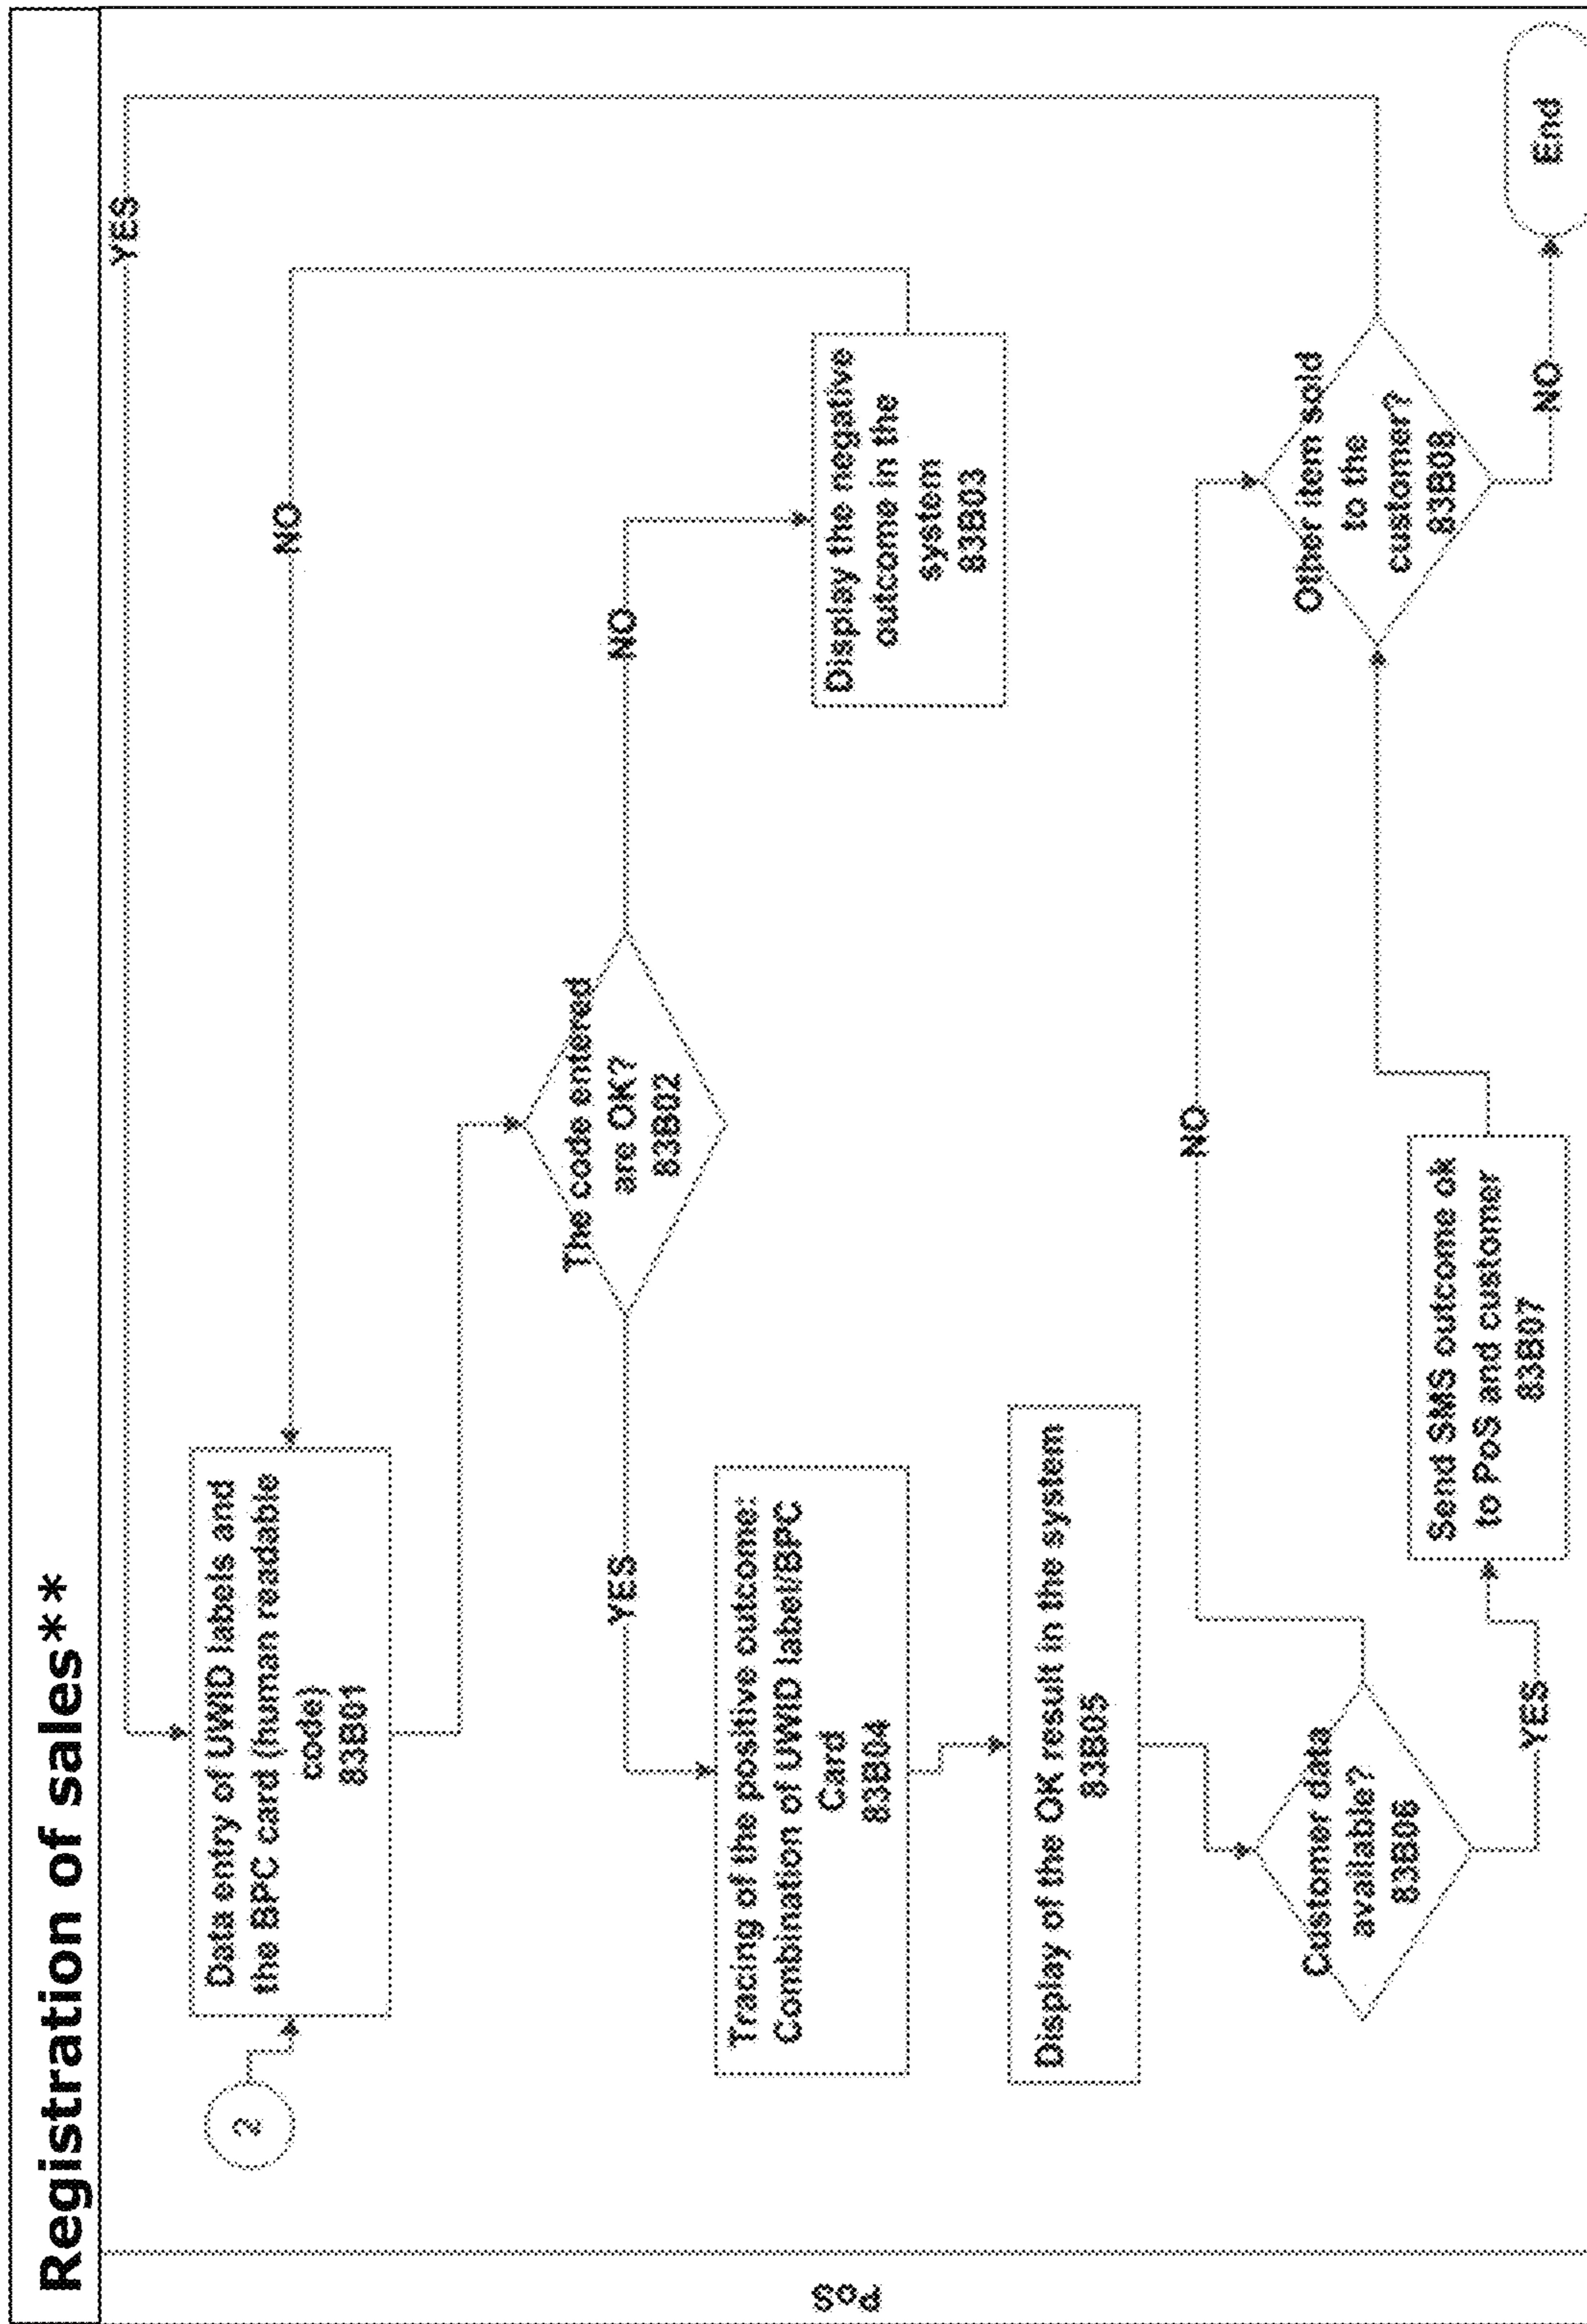 Registration of sales**
PoS
2
Data entry of UWID labels and
the BPC card (human readable
code)
83B01
YES
NO
The code entered
are OK?
83B02
NO
YES
Display the negative
outcome in the
system
83B03
Tracing of the positive outcome:
Combination of UWID label/BPC
Card
83B04
Display of the OK result in the system
83B05
Customer data
available?
83B06
NO
YES
Send SMS outcome ok
to PoS and customer
83B07
Other item sold
to the
customer?
83B08
NO
End